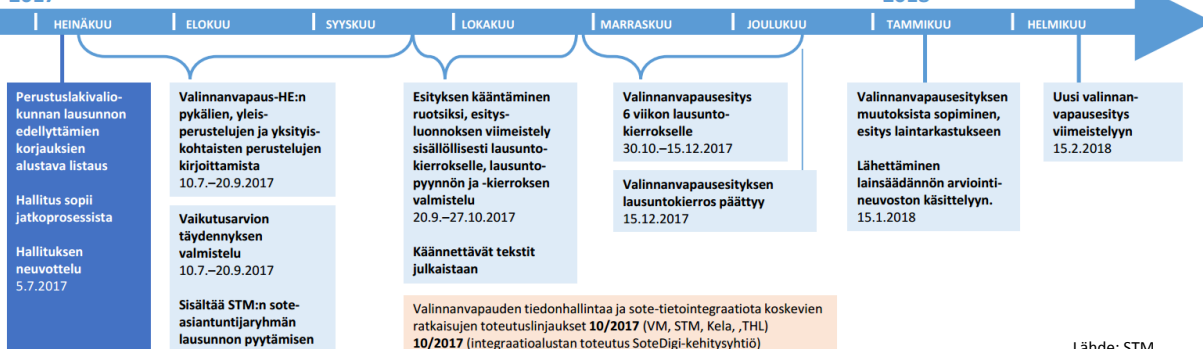 HEINÄKUU
ELOKUU
SYYSKUU
LOKAKUU
MARRASKUU
JOULUKUU
TAMMIKUU
HELMIKUU
Perustuslakivalio-
kunnan lausunnon
edellyttämien
korjauksien
alustava listaus
Hallitus sopii
jatkoprosessista
Hallituksen
neuvottelu
5.7.2017
Valinnanvapaus-HE:n
pykälien, yleis-
perustelujen ja yksityis-
kohtaisten perustelujen
kirjoittamista
10.7.–20.9.2017
Vaikutusarvion
täydennyksen
valmistelu
10.7.–20.9.2017
Sisältää STM:n sote-
asiantuntijaryhmän
lausunnon pyytämisen
Esityksen kääntäminen
ruotsiksi, esitys-
luonnoksen viimeistely
sisällöllisesti lausunto-
kierrokselle, lausunto-
pyynnön ja -kierroksen
valmistelu
20.9.–27.10.2017
Käännettävät tekstit
julkaistaan
Valinnanvapausesitys
6 viikon lausunto-
kierrokselle
30.10.–15.12.2017
Valinnanvapausesityksen
lausuntokierros päättyy
15.12.2017
Valinnanvapauden tiedonhallintaa ja sote-tietointegraatiota koskevien
ratkaisujen toteutuslinjaukset 10/2017 (VM, STM, Kela, ,THL)
10/2017 (integraatioalustan toteutus SoteDigi-kehitysyhtiö)
Valinnanvapausesityksen
muutoksista sopiminen,
esitys laintarkastukseen
Lähettäminen
lainsäädännön arviointi-
neuvoston käsittelyyn.
15.1.2018
Uusi valinnan-
vapausesitys
viimeistelyyn
15.2.2018
Lähde: STM